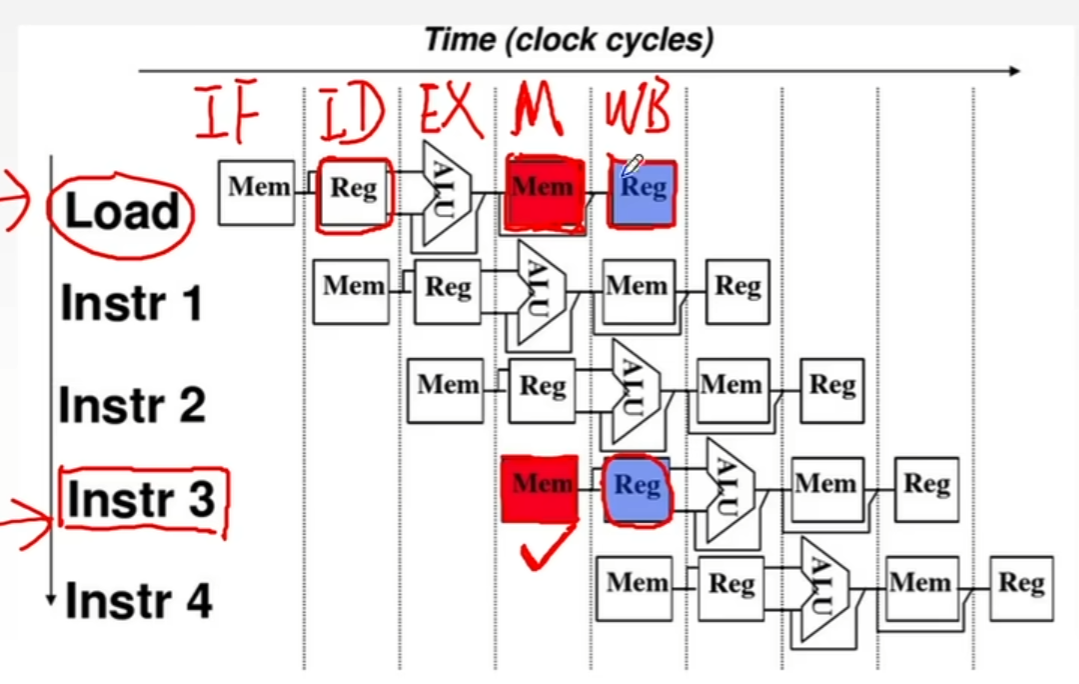 Time (clock cycles)
IF ID EX M WB
Load Mem Reg ALU Mem Reg
Instr 1 Mem Reg ALU Mem Reg
Instr 2 Mem Reg ALU Mem Reg
Instr 3 Mem Reg ALU Mem Reg
Instr 4 Mem Reg ALU Mem Reg